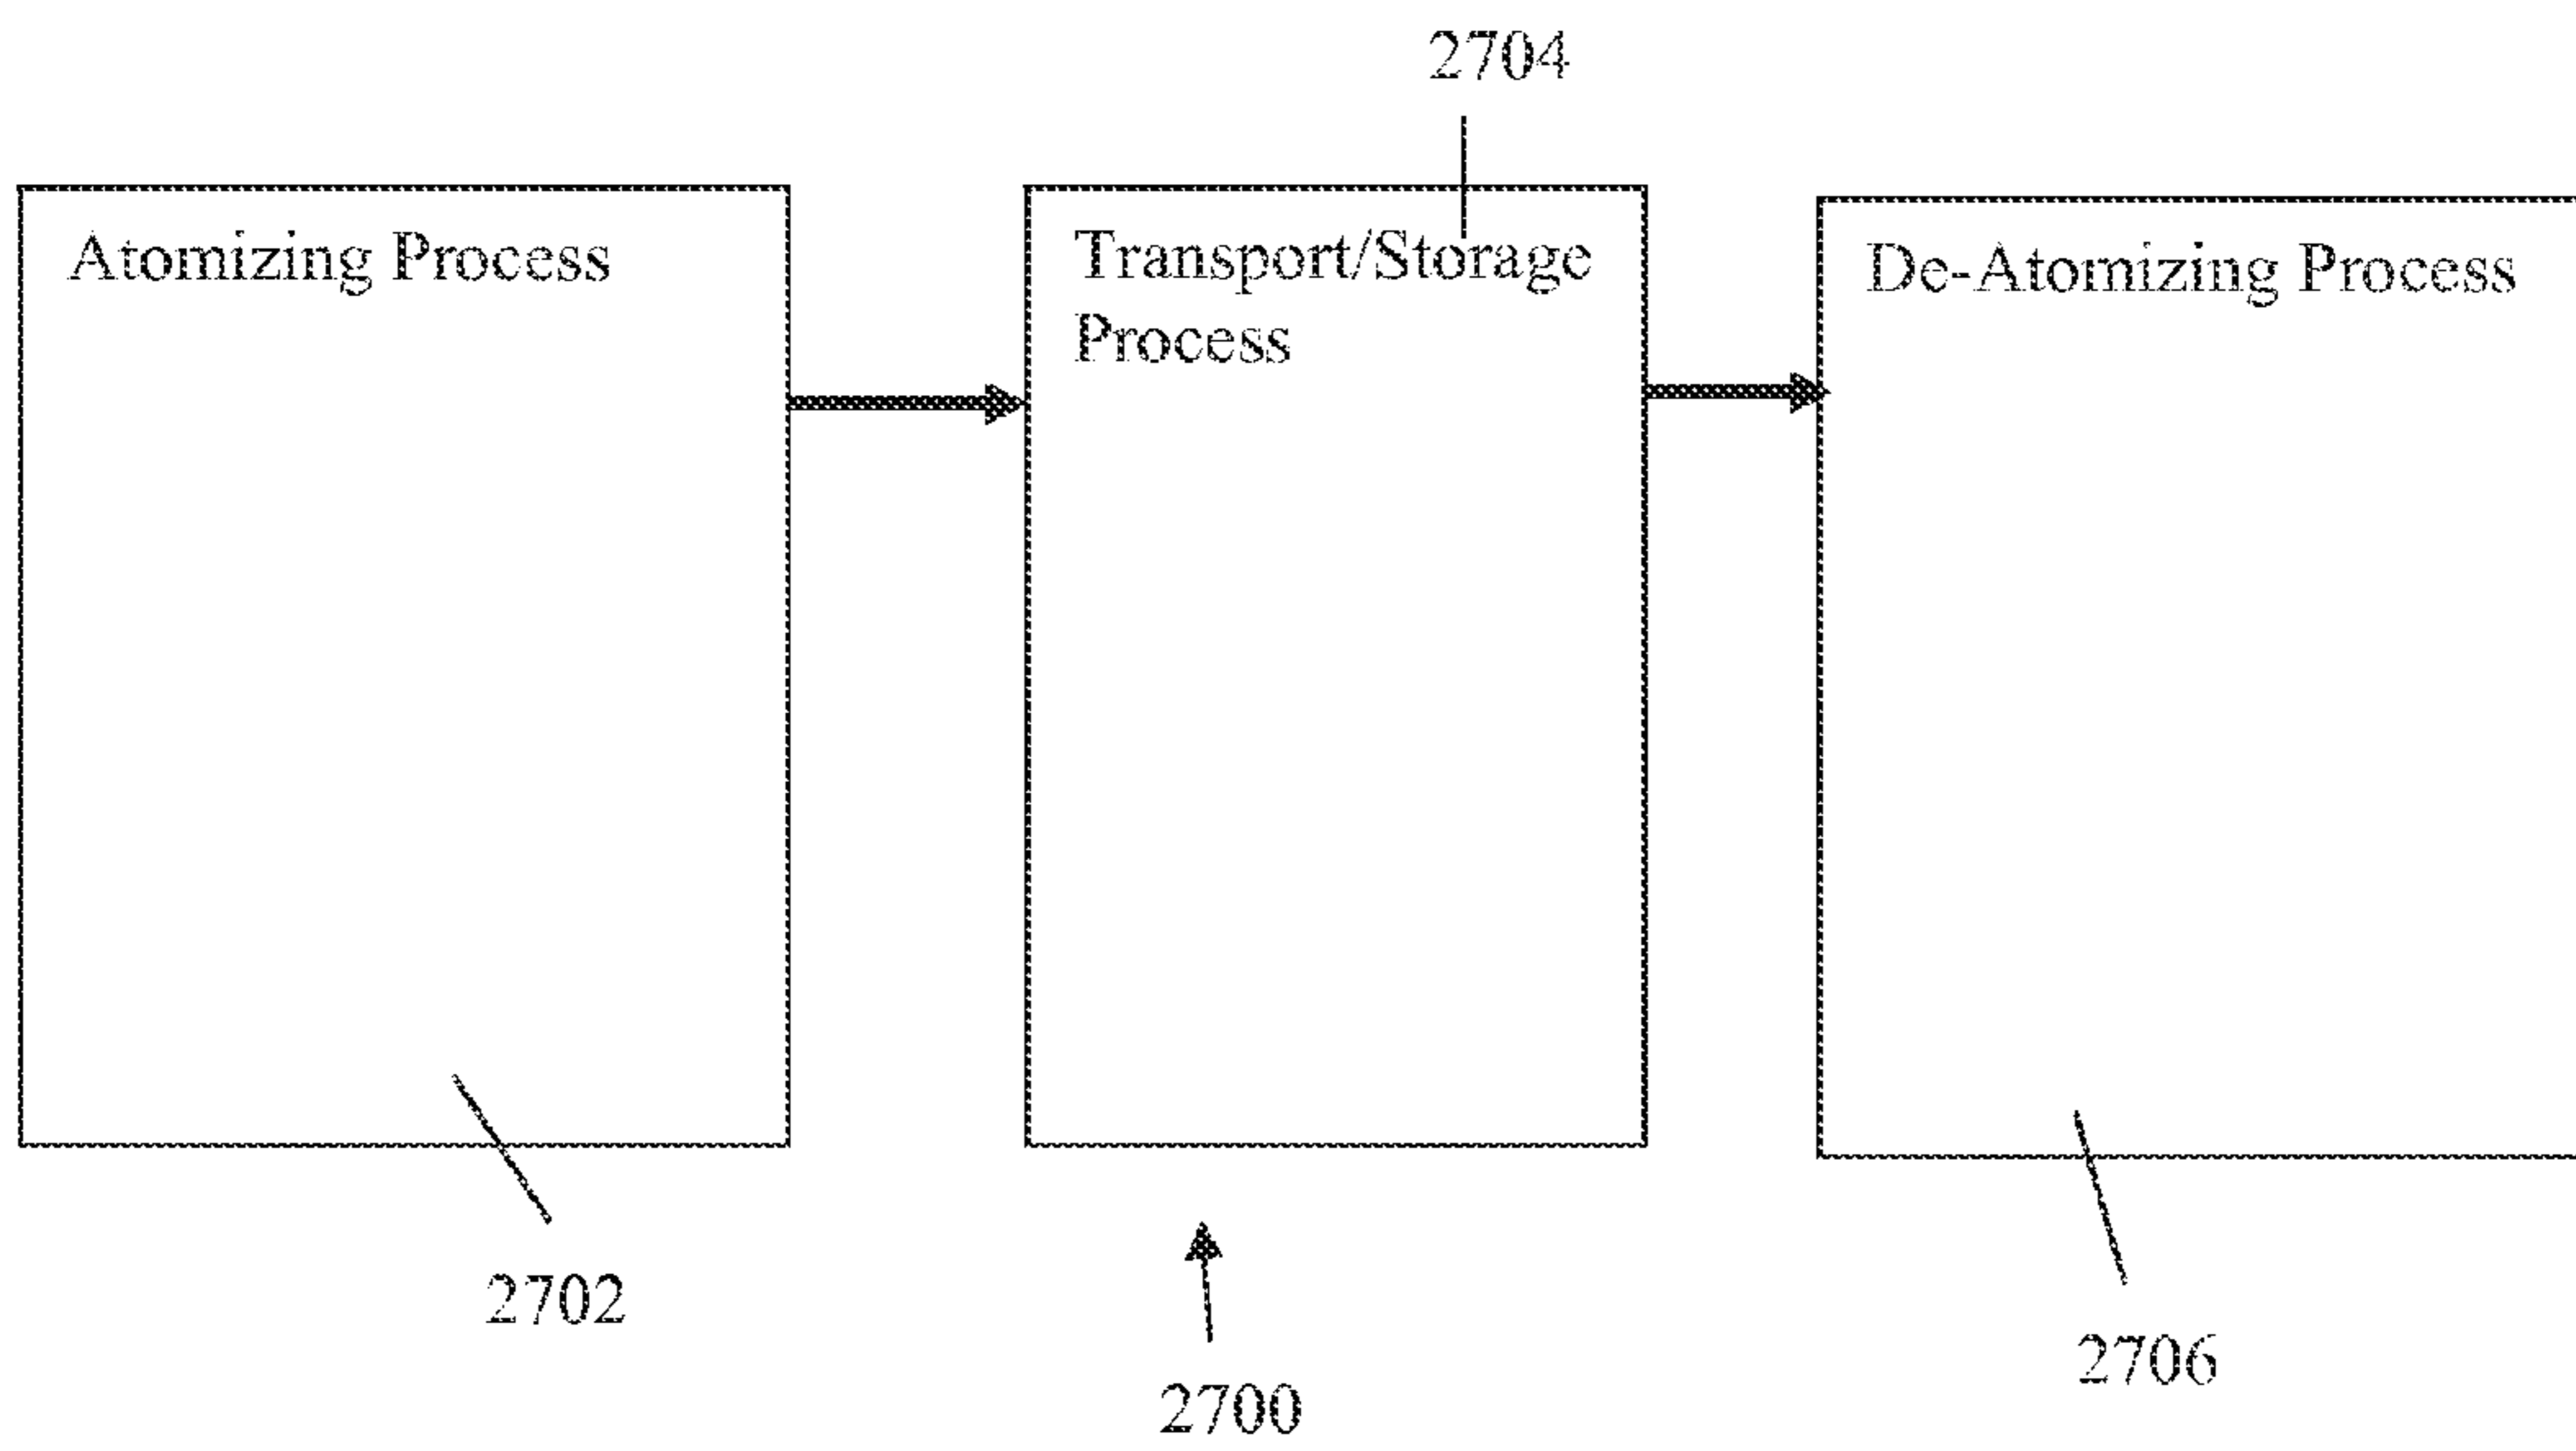 2704
Atomizing Process
Transport/Storage
Process
De-Atomizing Process
2702
2700
2706